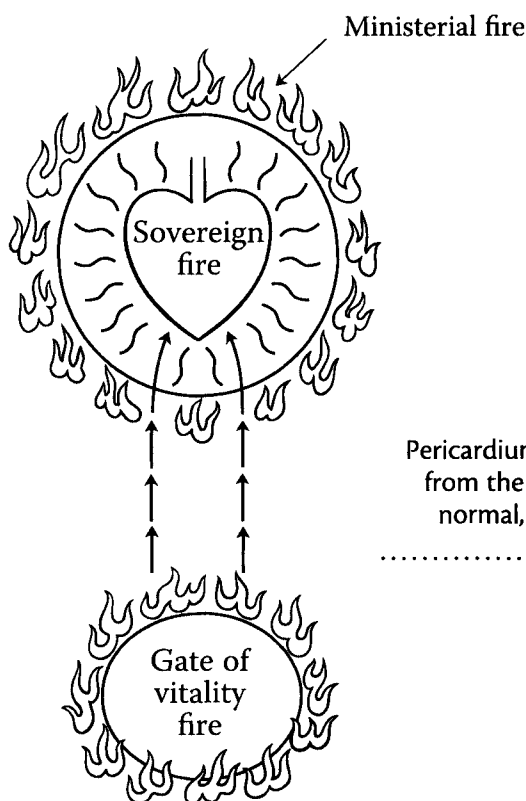 Ministerial fire
Sovereign
fire
from the
normal,
Gate of
vitality
fire